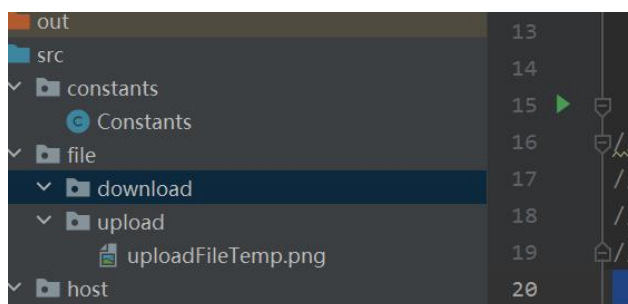 out
src
constants
C Constants
file
download
upload
uploadFileTemp.png
host
13
14
15
16 /
17 /
18 /
19 /
20